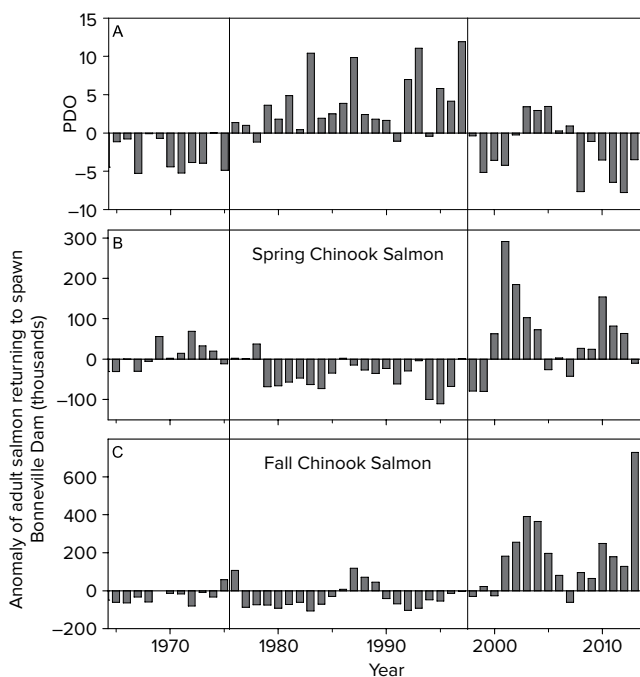 A
15
10
5
0
–5
–10
PDO
B
Spring Chinook Salmon
300
200
100
0
–100
Anomaly of adult salmon returning to spawn
Bonneville Dam (thousands)
C
Fall Chinook Salmon
600
400
200
0
–200
1970
1980
1990
2000
2010
Year